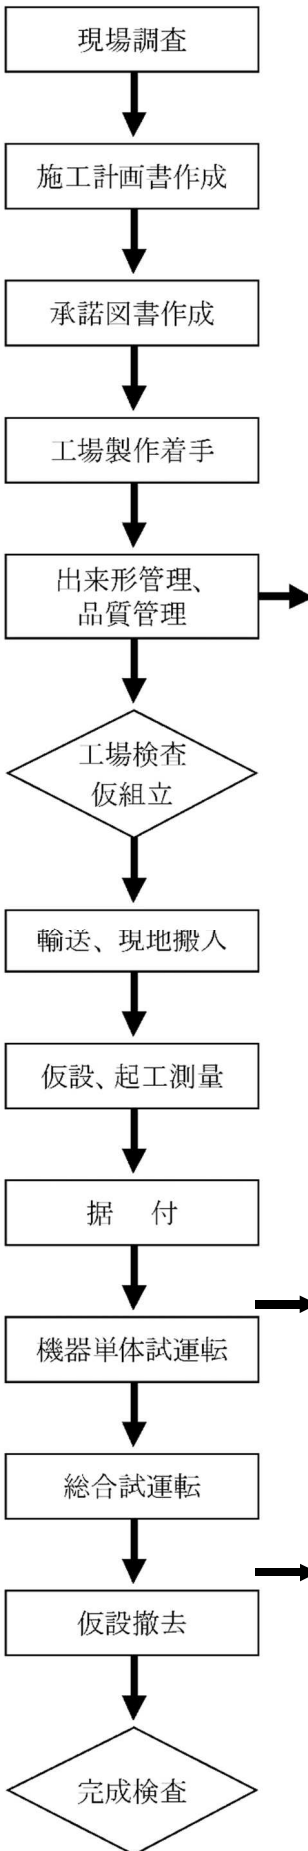 現場調査
施工計画書作成
承諾図書作成
工場製作着手
出来形管理、
品質管理
工場検査
仮組立
輸送、現地搬人
仮設、起工測量
据　付
機器単体試運転
総合試運転
仮設撤去
完成検査